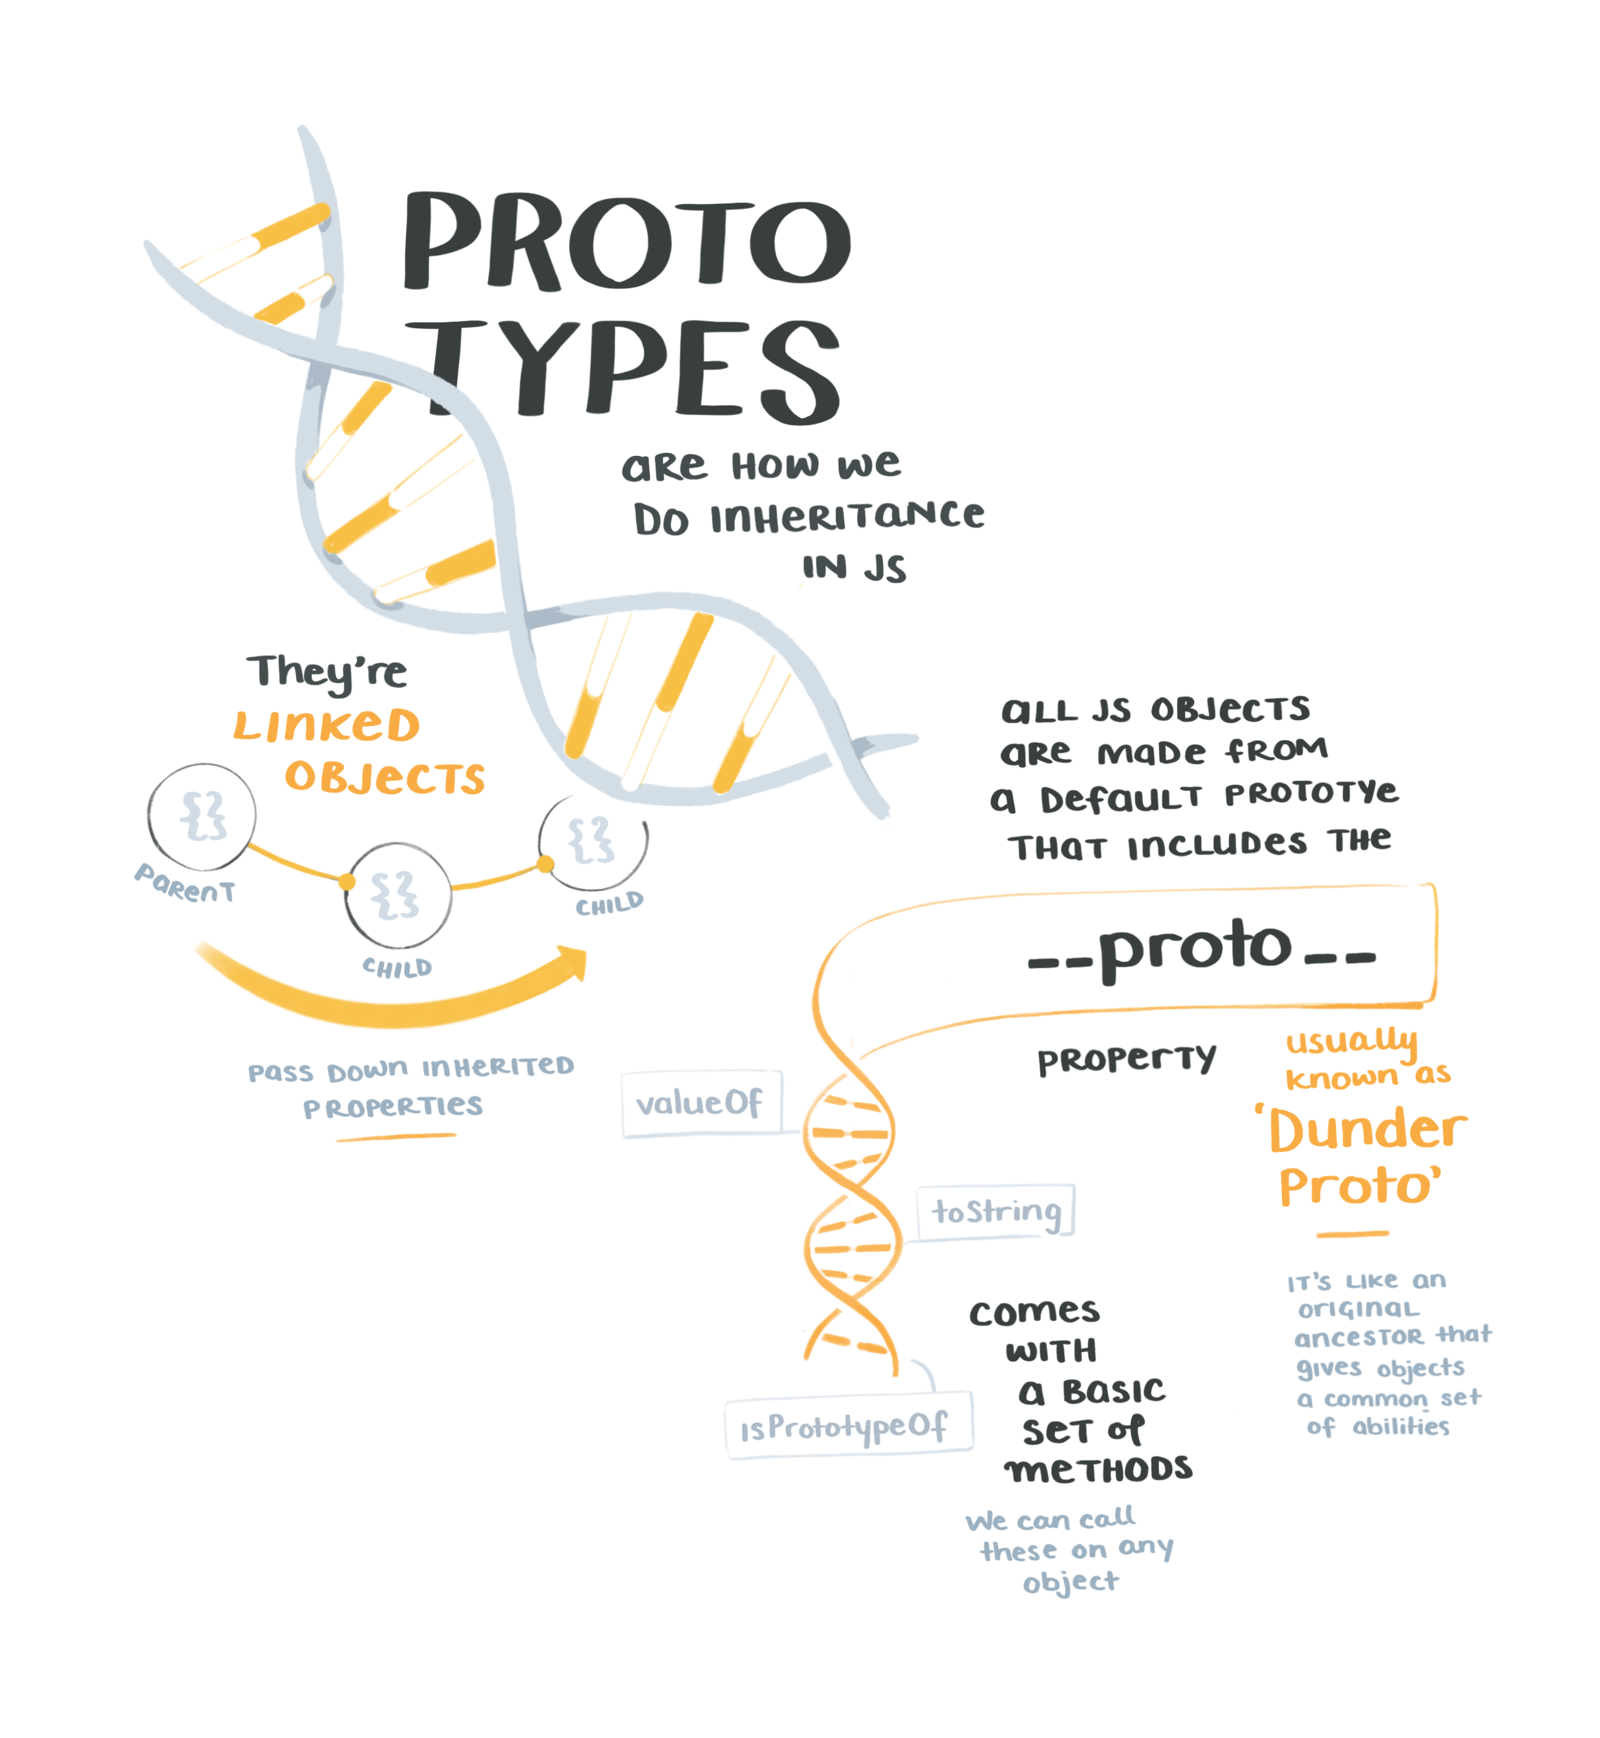 PROTO
TYPES
are HOW we
DO INHERITANCE
IN JS
They're
LINKED
OBJECTS
{}
{}
{}
PARENT
CHILD
CHILD
PASS DOWN INHERITED
PROPERTIES
ALL JS OBJECTS
ARE MADE FROM
a DEFAULT PROTOTYE
THAT INCLUDES THE
__proto__
PROPERTY
usually
known as
'Dunder
Proto'
IT'S LIKE an
ORIGINAL
ANCESTOR that
gives objects
a common set
of abilities
valueOf
toString
isPrototypeOf
COMES
WITH
a BASIC
SET of
METHODS
We can call
these on any
object